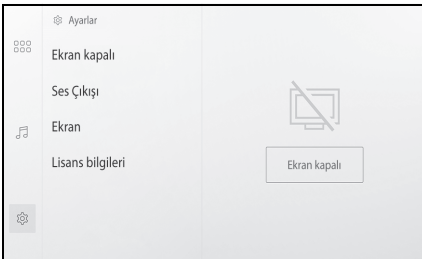 Ayarlar
Ekran kapalı
Ses Çıkışı
Ekran
Lisans bilgileri
Ekran kapalı